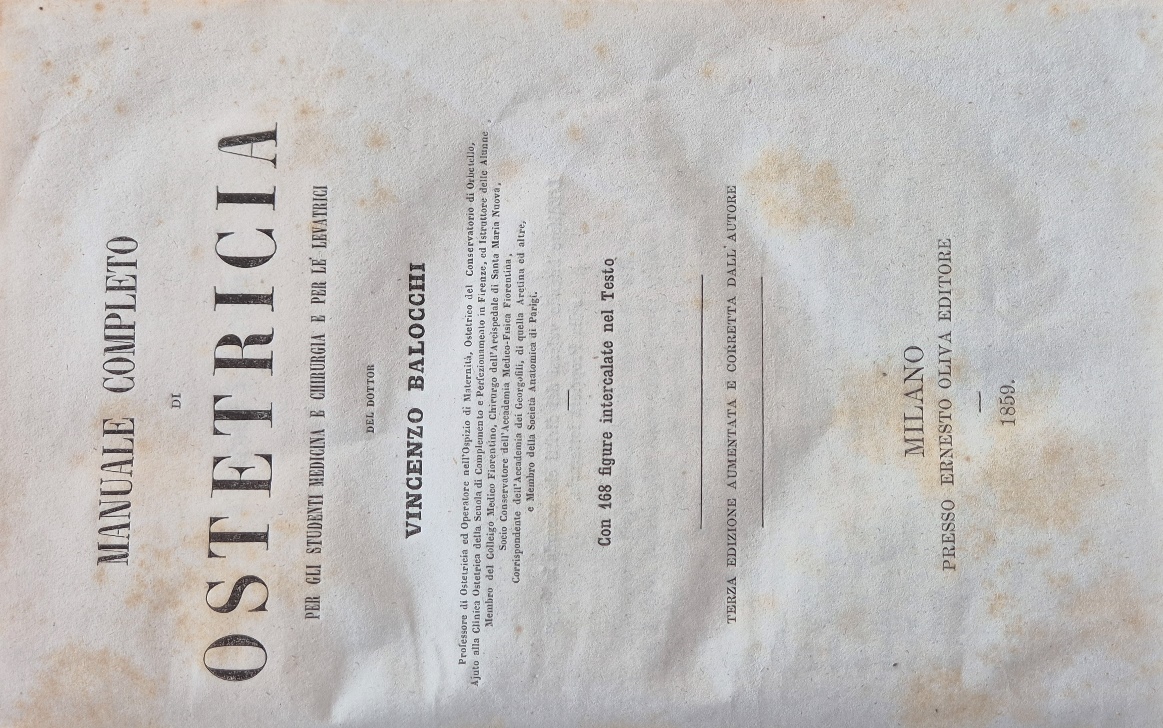 MANUALE COMPLETO
DI
OSTETRICIA
PER GLI STUDENTI MEDICINA E CHIRURGIA E PER LE LEVATRICI
DEL DOTTOR
VINCENZO BALOCCHI
Professore di Ostetricia ed Operatore nell'Ospizio di Maternità, Ostetrico del Conservatorio di Orbetello,
Ajuto alla Clinica Ostetrica della Scuola di Complemento e Perfezionamento in Firenze, ed Istruttore delle Alunne,
Membro del Colleigo Medico Fiorentino, Chirurgo dell'Arcispedale di Santa Maria Nuova,
Socio Conservatore dell'Accademia Medico-Fisica Fiorentina,
Corrispondente dell'Accademia dei Georgofili, di quella Aretina ed altre,
e Membro della Società Anatomica di Parigi.
Con 168 figure intercalate nel Testo
TERZA EDIZIONE AUMENTATA E CORRETTA DALL'AUTORE
MILANO
PRESSO ERNESTO OLIVA EDITORE
1859.